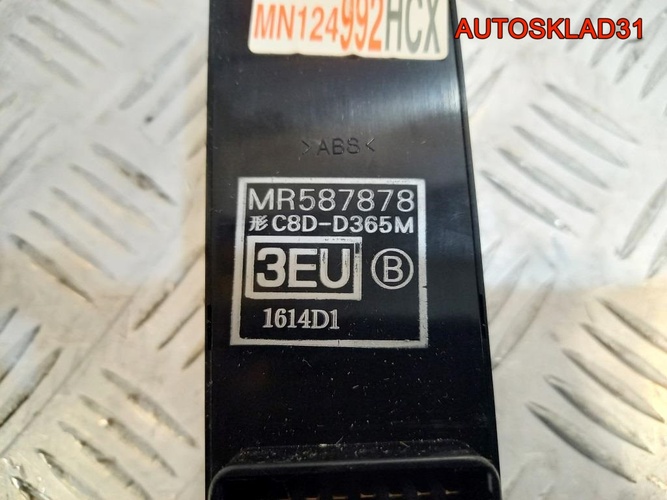 AUTOSKLAD31
MN124992HCX
>ABS<
MR587878
形 C8D-D365M
3EU B
1614D1